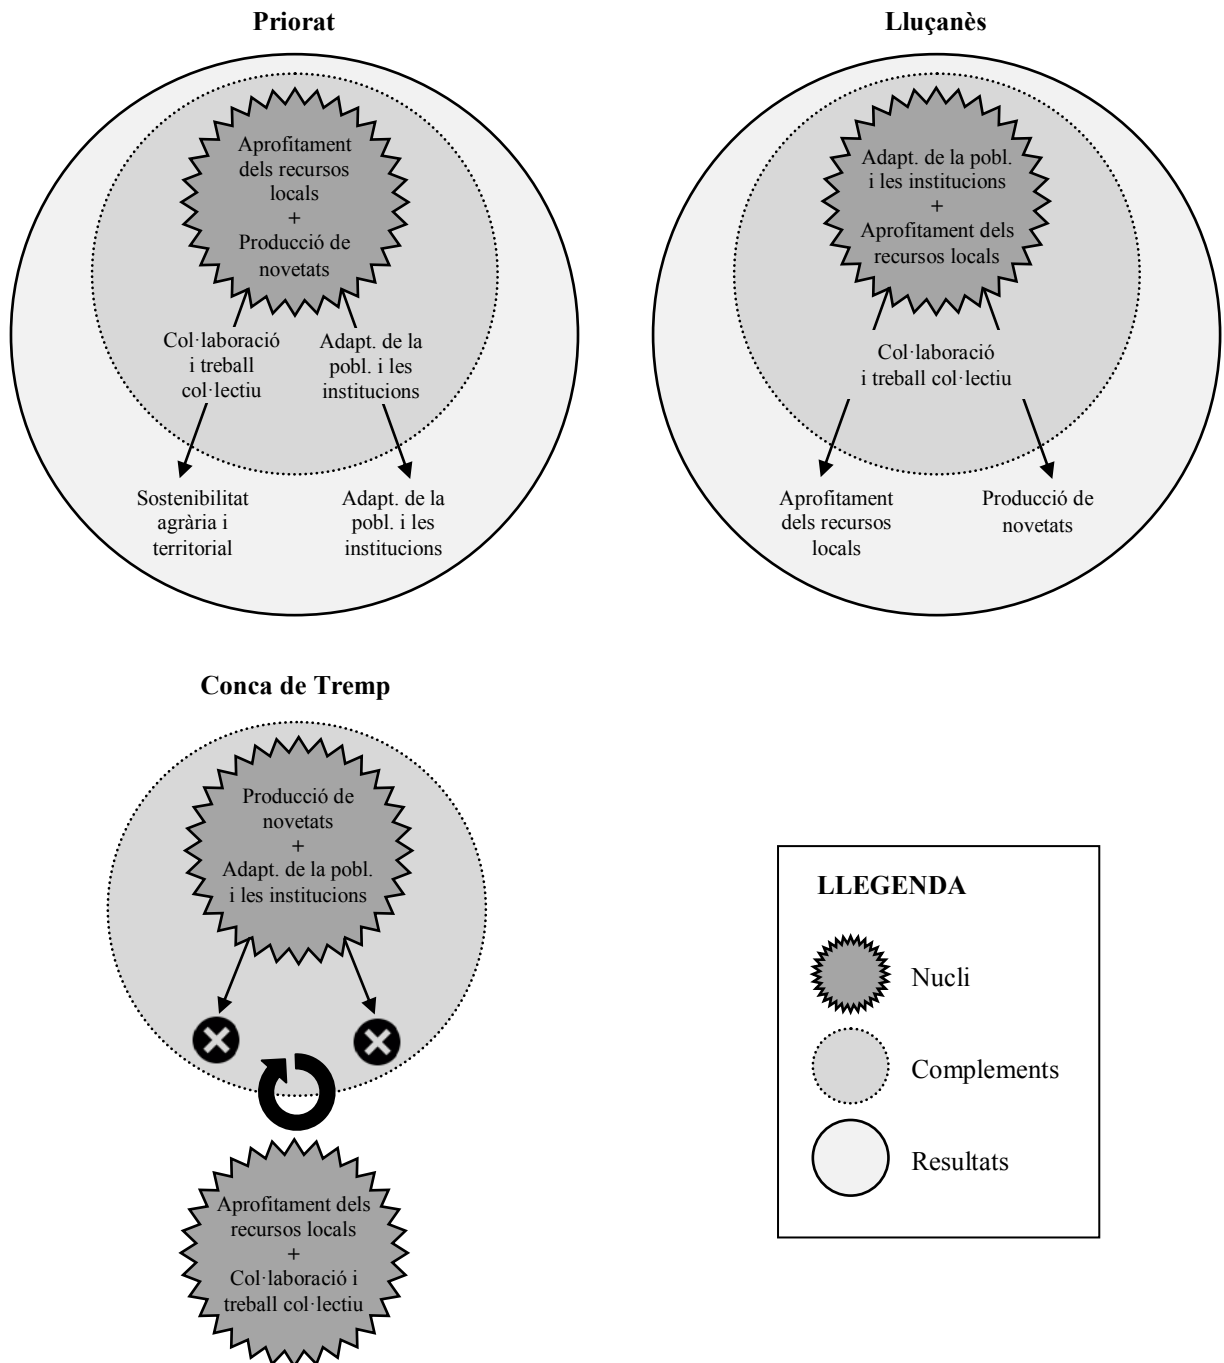 Priorat
Aprofitament
dels recursos
locals
+
Producció de
novetats
Col·laboració
i treball
col·lectiu
Adapt. de la
pobl. i les
institucions
Sostenibilitat
agrària i
territorial
Adapt. de la
pobl. i les
institucions
Lluçanès
Adapt. de la pobl.
i les institucions
+
Aprofitament dels
recursos locals
Col·laboració
i treball col·lectiu
Aprofitament
dels recursos
locals
Producció de
novetats
Conca de Tremp
Producció de
novetats
+
Adapt. de la pobl.
i les institucions
Aprofitament dels
recursos locals
+
Col·laboració i
treball col·lectiu
LLEGENDA
Nucli
Complements
Resultats